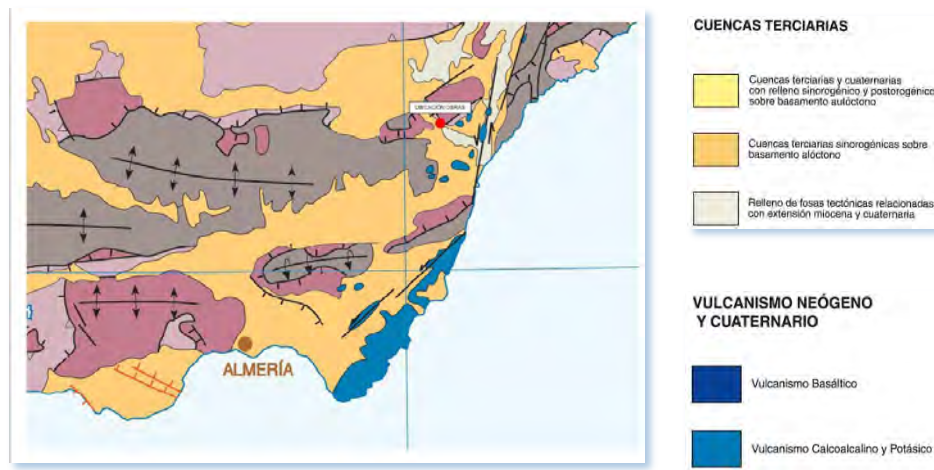 UBICACIÓN OBRAS
ALMERÍA
CUENCAS TERCIARIAS
Cuencas terciarias y cuaternarias
con relleno sinorogénico y postorogénico
sobre basamento autóctono
Cuencas terciarias sinorogénicas sobre
basamento alóctono
Relleno de fosas tectónicas relacionadas
con extensión miocena y cuaternaria
VULCANISMO NEÓGENO
Y CUATERNARIO
Vulcanismo Basáltico
Vulcanismo Calcoalcalino y Potásico